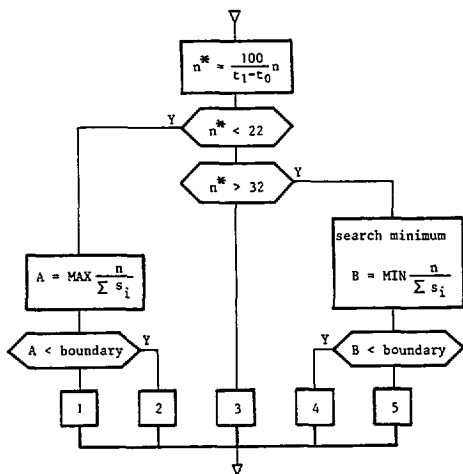 n* = 100 / t1-t0 n
Y
n* < 22
Y
n* > 32
search minimum
A = MAX n / ∑ si
B = MIN n / ∑ si
A < boundary
Y
Y
B < boundary
1
2
3
4
5